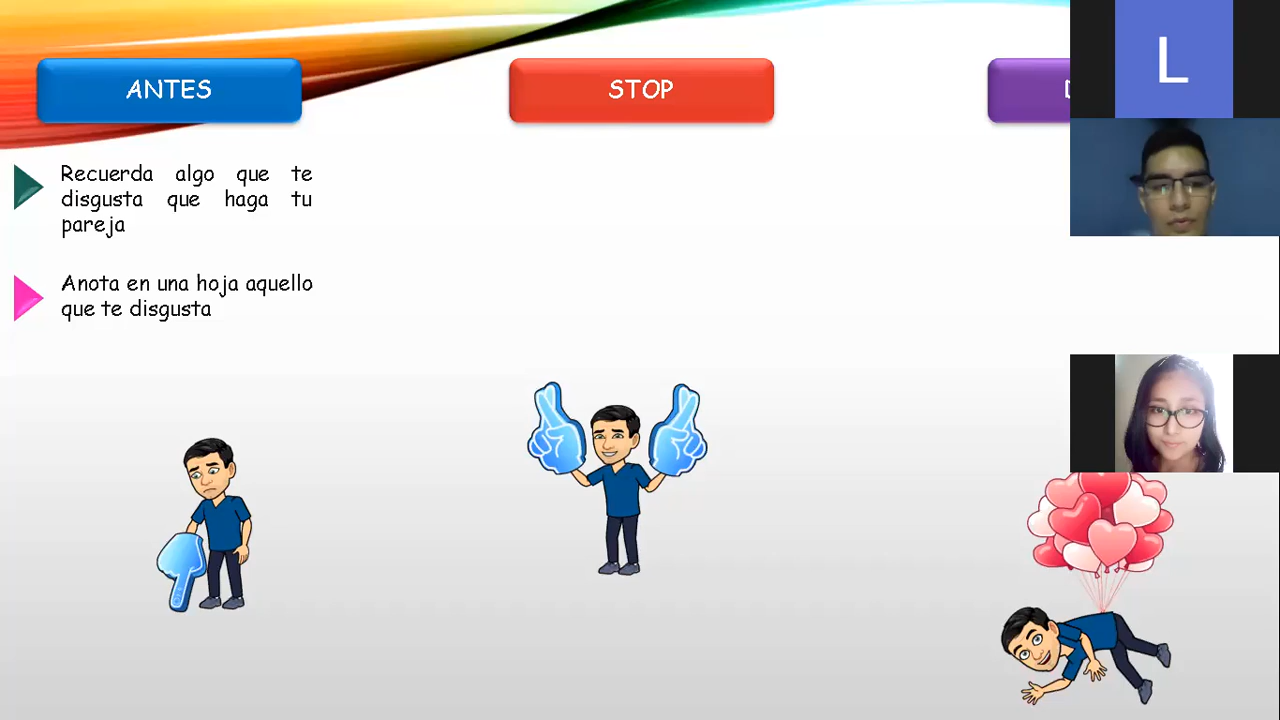 ANTES
STOP
L
Recuerda algo que te
disgusta que haga tu
pareja
Anota en una hoja aquello
que te disgusta